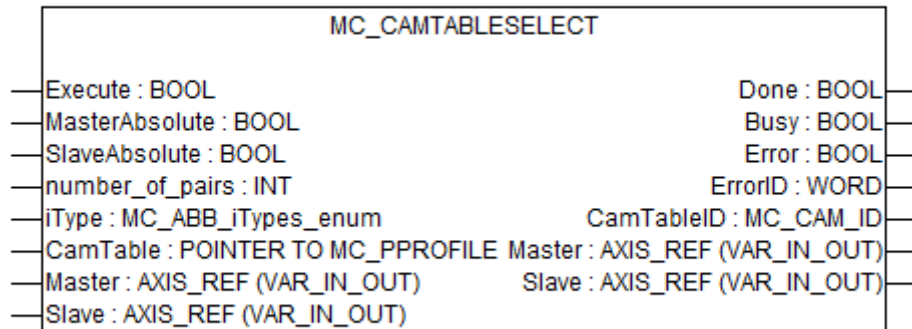 MC_CAMTABLESELECT
Execute : BOOL Done : BOOL
MasterAbsolute : BOOL Busy : BOOL
SlaveAbsolute : BOOL Error : BOOL
number_of_pairs : INT ErrorID : WORD
iType : MC_ABB_iTypes_enum CamTableID : MC_CAM_ID
CamTable : POINTER TO MC_PPROFILE Master : AXIS_REF (VAR_IN_OUT)
Master : AXIS_REF (VAR_IN_OUT) Slave : AXIS_REF (VAR_IN_OUT)
Slave : AXIS_REF (VAR_IN_OUT)